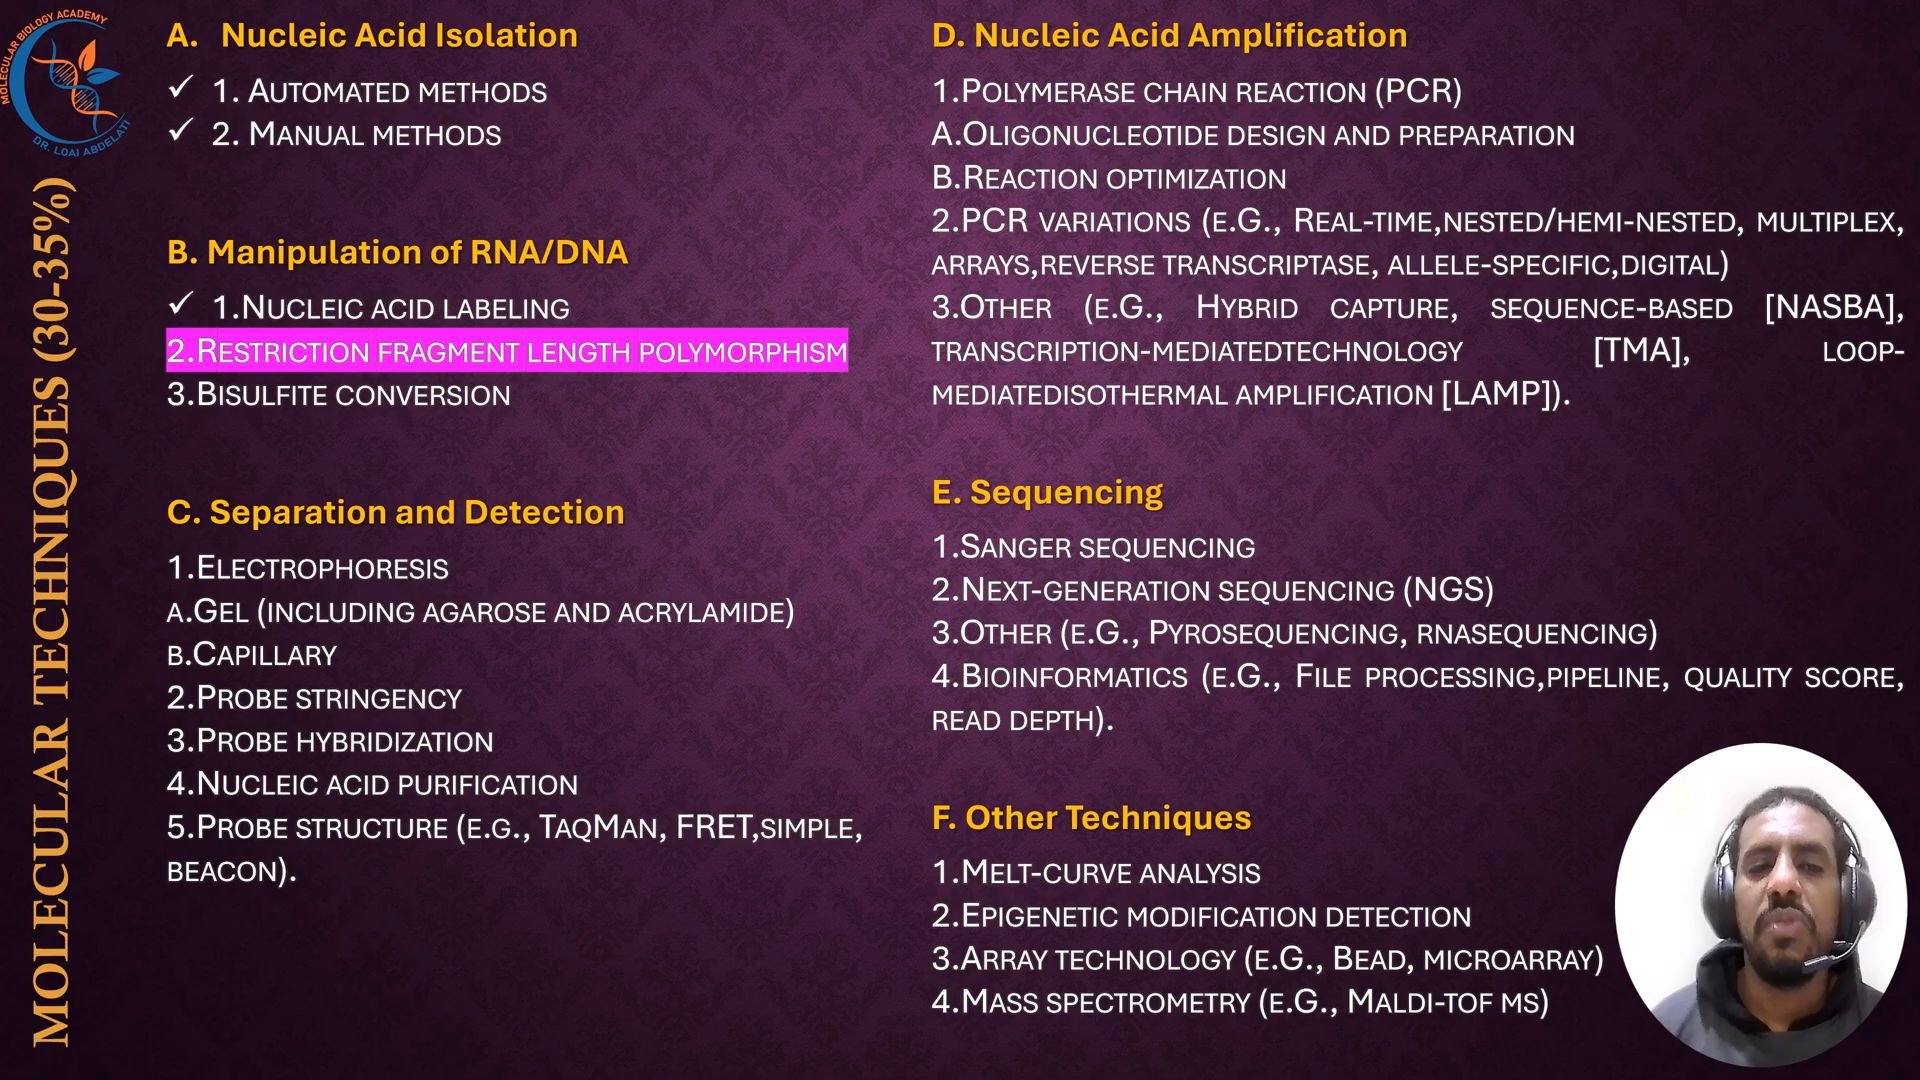 MOLECULAR BIOLOGY ACADEMY
DR. LOAI ABDELATI
MOLECULAR TECHNIQUES (30-35%)
A. Nucleic Acid Isolation
✓ 1. AUTOMATED METHODS
✓ 2. MANUAL METHODS
B. Manipulation of RNA/DNA
✓ 1.NUCLEIC ACID LABELING
2.RESTRICTION FRAGMENT LENGTH POLYMORPHISM
3.BISULFITE CONVERSION
C. Separation and Detection
1.ELECTROPHORESIS
A.GEL (INCLUDING AGAROSE AND ACRYLAMIDE)
B.CAPILLARY
2.PROBE STRINGENCY
3.PROBE HYBRIDIZATION
4.NUCLEIC ACID PURIFICATION
5.PROBE STRUCTURE (E.G., TAQMAN, FRET,SIMPLE,
BEACON).
D. Nucleic Acid Amplification
1.POLYMERASE CHAIN REACTION (PCR)
A.OLIGONUCLEOTIDE DESIGN AND PREPARATION
B.REACTION OPTIMIZATION
2.PCR VARIATIONS (E.G., REAL-TIME,NESTED/HEMI-NESTED, MULTIPLEX,
ARRAYS,REVERSE TRANSCRIPTASE, ALLELE-SPECIFIC,DIGITAL)
3.OTHER (E.G., HYBRID CAPTURE, SEQUENCE-BASED [NASBA],
TRANSCRIPTION-MEDIATEDTECHNOLOGY [TMA], LOOP-
MEDIATEDISOTHERMAL AMPLIFICATION [LAMP]).
E. Sequencing
1.SANGER SEQUENCING
2.NEXT-GENERATION SEQUENCING (NGS)
3.OTHER (E.G., PYROSEQUENCING, RNASEQUENCING)
4.BIOINFORMATICS (E.G., FILE PROCESSING,PIPELINE, QUALITY SCORE,
READ DEPTH).
F. Other Techniques
1.MELT-CURVE ANALYSIS
2.EPIGENETIC MODIFICATION DETECTION
3.ARRAY TECHNOLOGY (E.G., BEAD, MICROARRAY)
4.MASS SPECTROMETRY (E.G., MALDI-TOF MS)